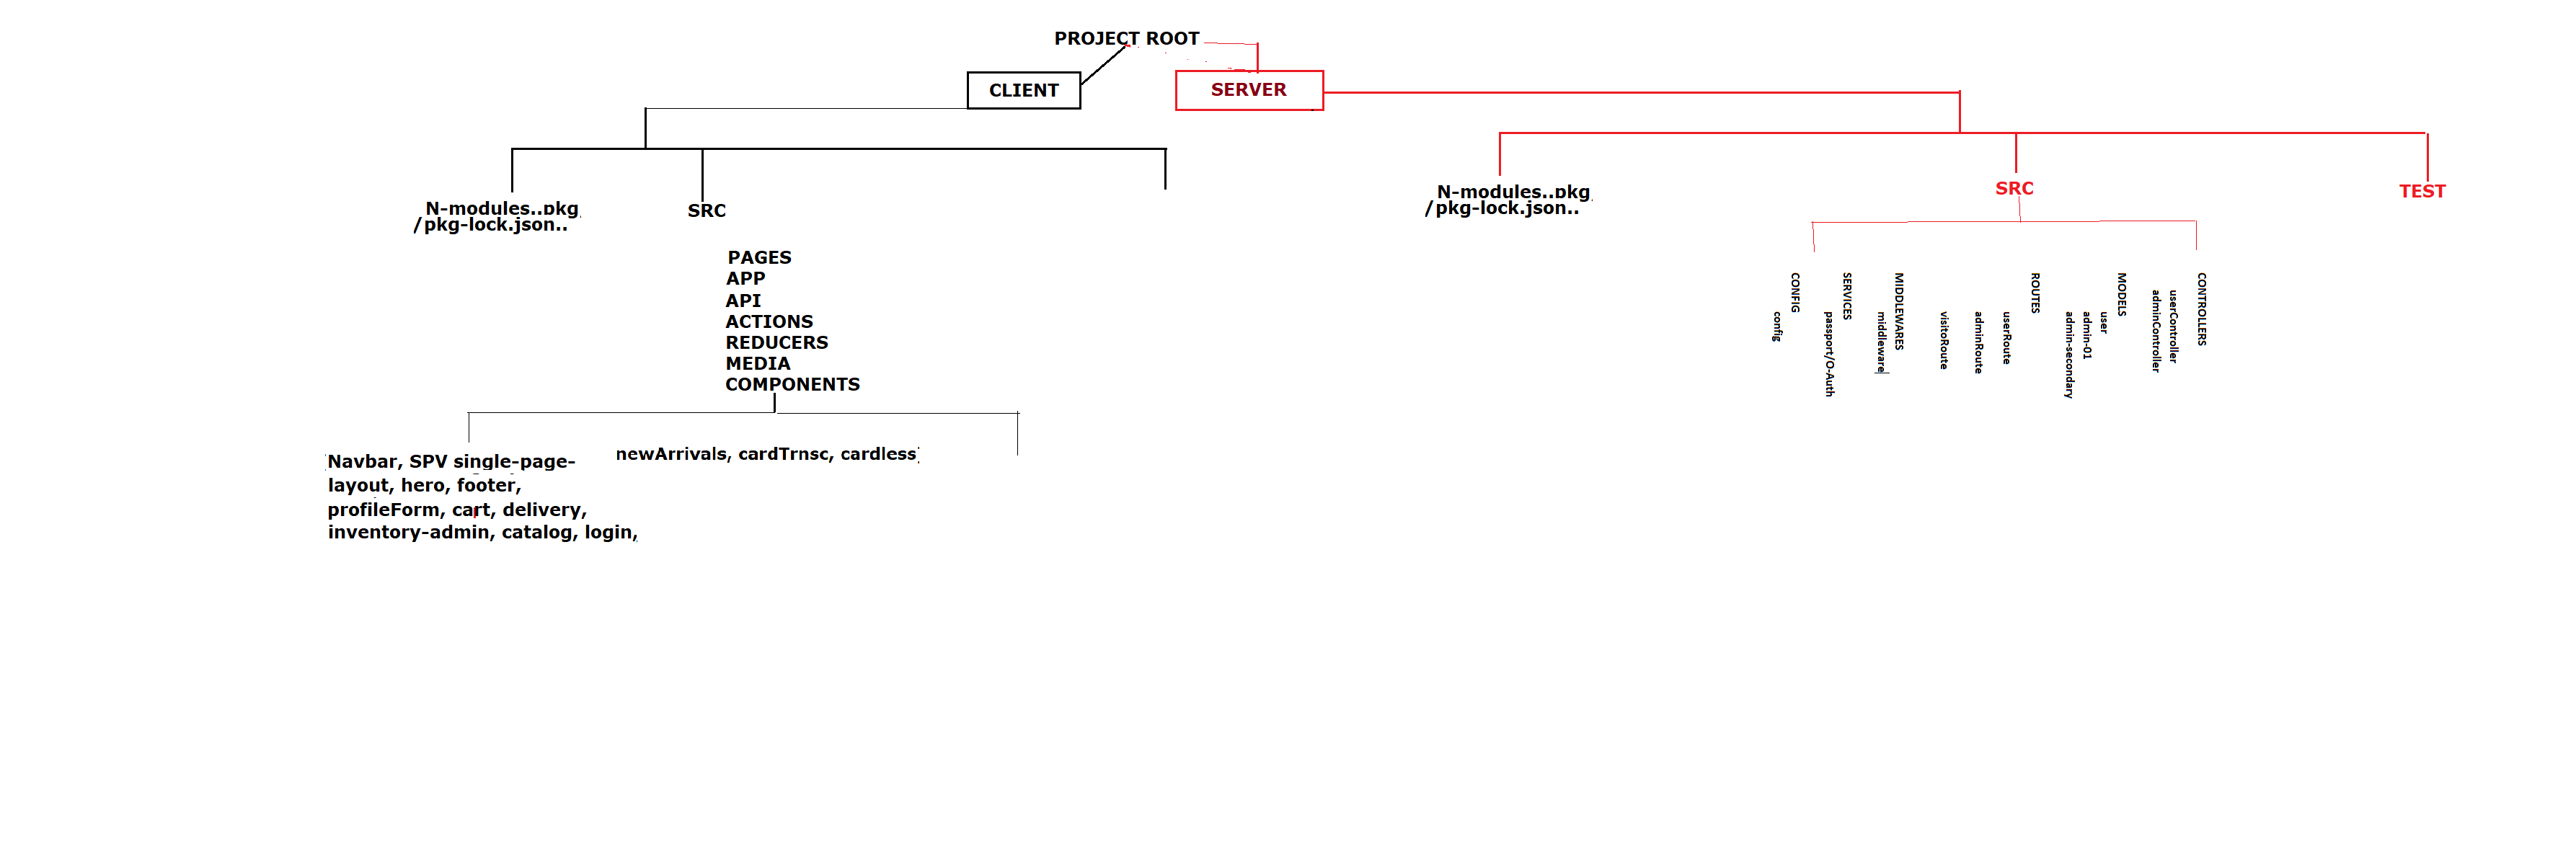 PROJECT ROOT
CLIENT
SERVER
N-modules..pkg
/pkg-lock.json..
SRC
PAGES
APP
API
ACTIONS
REDUCERS
MEDIA
COMPONENTS
Navbar, SPV single-page-
layout, hero, footer,
profileForm, cart, delivery,
inventory-admin, catalog, login,
newArrivals, cardTrnsc, cardless
N-modules..pkg
/pkg-lock.json..
SRC
TEST
CONTROLLERS
userController
adminController
MODELS
user
admin-01
admin-secondary
ROUTES
userRoute
adminRoute
visitoRoute
MIDDLEWARES
middleware
SERVICES
passport/O-Auth
CONFIG
config